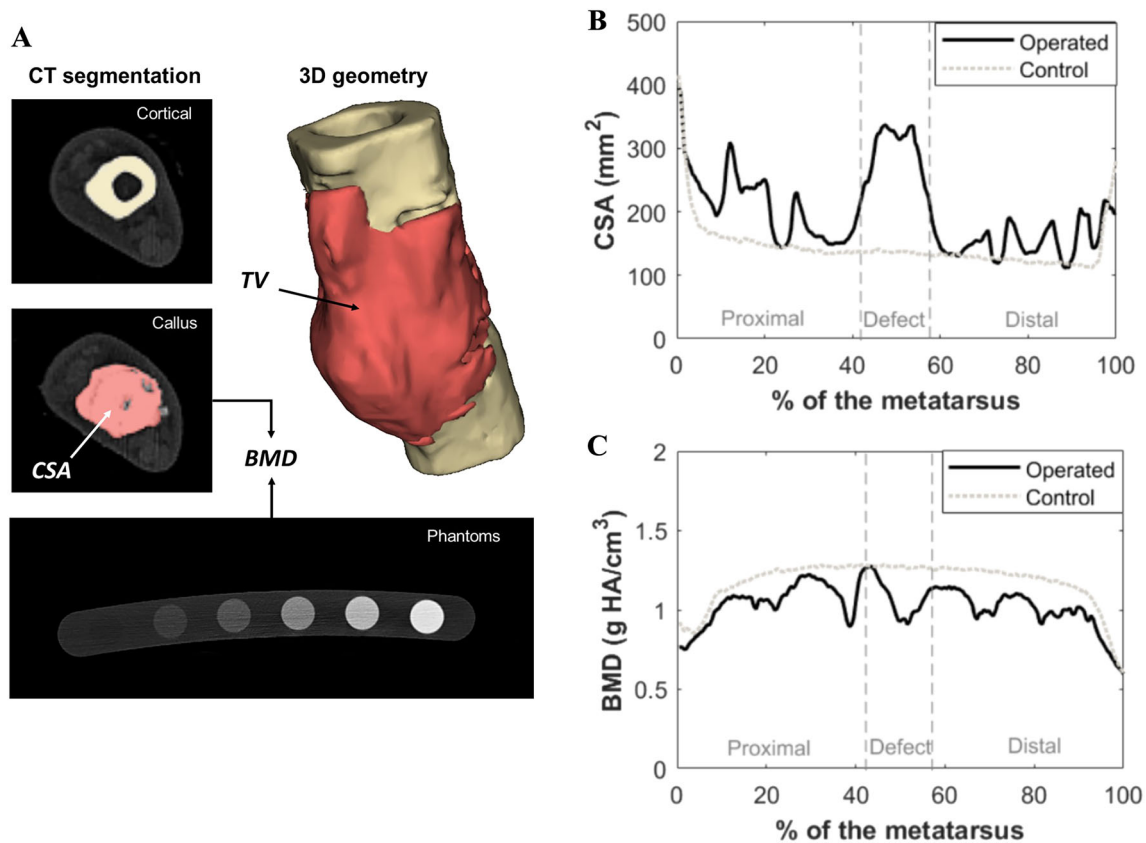 A
CT segmentation
3D geometry
Cortical
TV
Callus
CSA
BMD
Phantoms
B
500
400
300
200
100
0
CSA (mm2)
Operated
Control
Proximal
Defect
Distal
0
20
40
60
80
100
% of the metatarsus
C
2
1.5
1
0.5
0
BMD (g HA/cm3)
Operated
Control
Proximal
Defect
Distal
0
20
40
60
80
100
% of the metatarsus